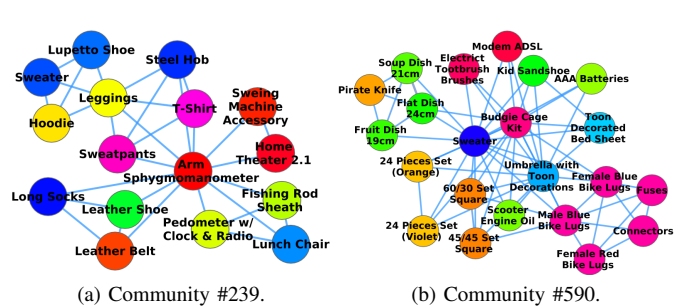 Lupetto Shoe
Steel Hob
Sweater
Leggings
T-Shirt
Sweing
Machine
Accessory
Hoodie
Sweatpants
Home
Theater 2.1
Arm
Sphygmomanometer
Long Socks
Leather Shoe
Fishing Rod
Sheath
Pedometer w/
Clock & Radio
Leather Belt
Lunch Chair
(a) Community #239.
Modem ADSL
Soup Dish
21cm
Electrict
Tootbrush
Brushes
Kid Sandshoe
AAA Batteries
Pirate Knife
Flat Dish
24cm
Budgie Cage
Kit
Toon
Decorated
Bed Sheet
Fruit Dish
19cm
Sweater
24 Pieces Set
(Orange)
Umbrella with
Toon
Decorations
Female Blue
Bike Lugs
Fuses
60/30 Set
Square
Scooter
Engine Oil
Male Blue
Bike Lugs
24 Pieces Set
(Violet)
45/45 Set
Square
Connectors
Female Red
Bike Lugs
(b) Community #590.